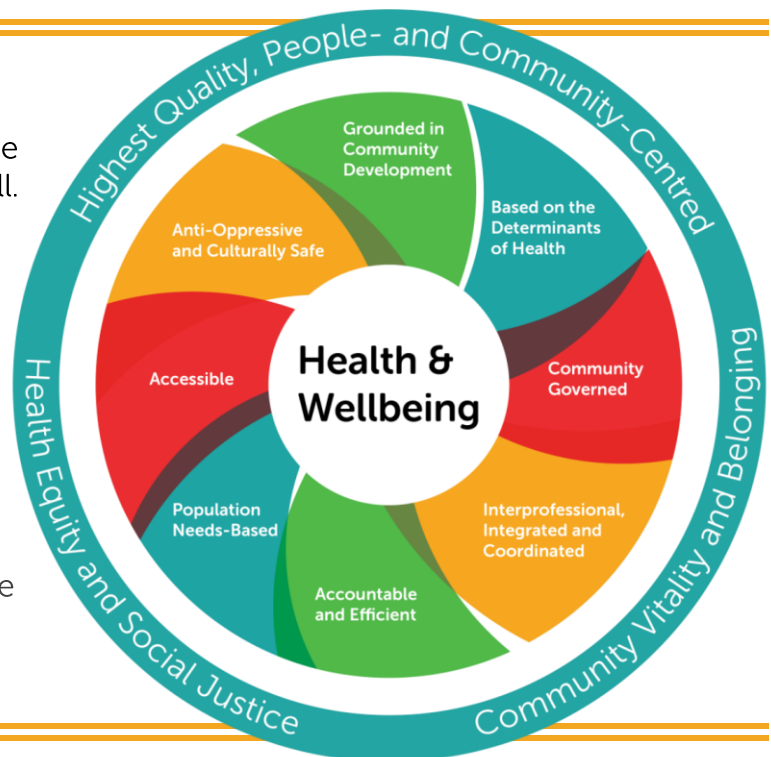 Highest Quality, People- and Community-Centred
Grounded in
Community
Development
Based on the
Determinants
of Health
Community
Governed
Interprofessional,
Integrated and
Coordinated
Accountable
and Efficient
Population
Needs-Based
Accessible
Anti-Oppressive
and Culturally Safe
Health &
Wellbeing
Community Vitality and Belonging
Health Equity and Social Justice